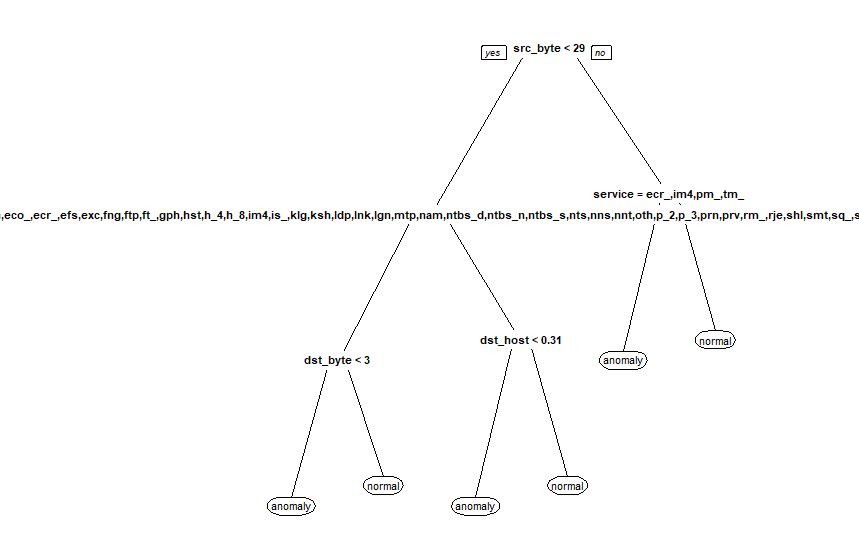 yes src_byte < 29 no
service = ecr_,im4,pm_,tm_
,eco_,ecr_,efs,exc,fng,ftp,ft_,gph,hst,h_4,h_8,im4,is_,klg,ksh,ldp,lnk,lgn,mtp,nam,ntbs_d,ntbs_n,ntbs_s,nts,nns,nnt,oth,p_2,p_3,prn,prv,rm_,rje,shl,smt,sq_,s
dst_host < 0.31
normal
dst_byte < 3
anomaly
normal
normal
anomaly
anomaly